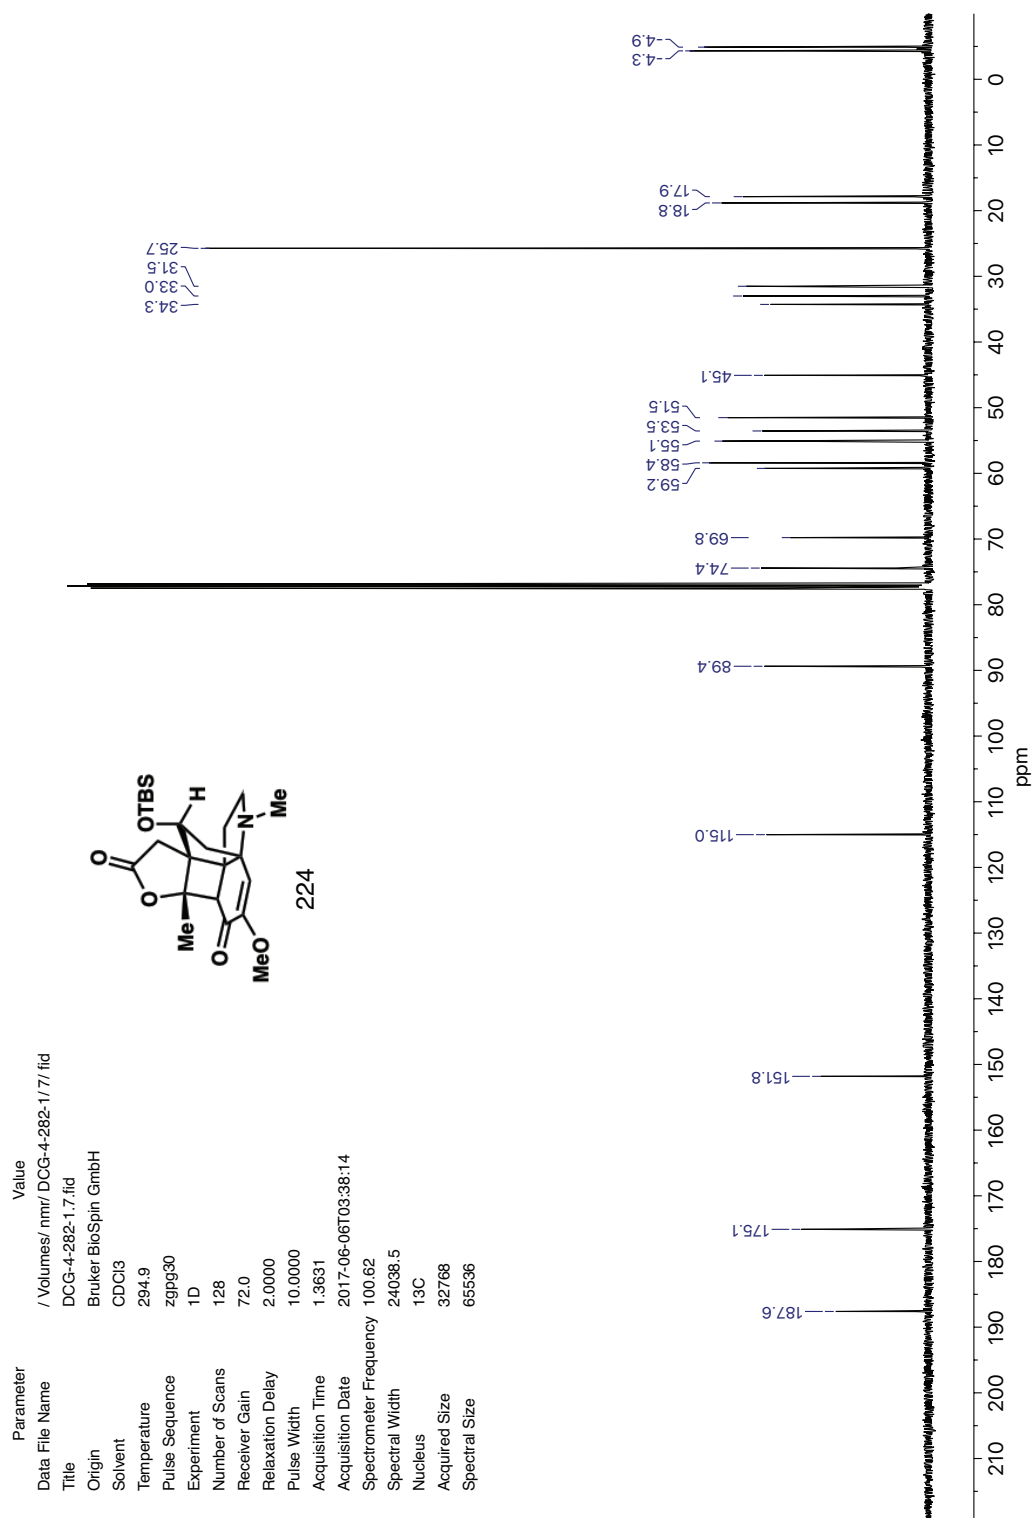 Parameter Value
Data File Name / Volumes/ nmr/ DCG-4-282-1/ 7/ fid
Title DCG-4-282-1.7.fid
Origin Bruker BioSpin GmbH
Solvent CDCl3
Temperature 294.9
Pulse Sequence zgpg30
Experiment 1D
Number of Scans 128
Receiver Gain 72.0
Relaxation Delay 2.0000
Pulse Width 10.0000
Acquisition Time 1.3631
Acquisition Date 2017-06-06T03:38:14
Spectrometer Frequency 100.62
Spectral Width 24038.5
Nucleus 13C
Acquired Size 32768
Spectral Size 65536
O
OTBS
O
H
Me
N
Me
O
MeO
224
187.6
175.1
151.8
115.0
89.4
74.4
69.8
59.2
58.4
55.1
53.5
51.5
45.1
34.3
33.0
31.5
25.7
18.8
17.9
-4.3
-4.9
210 200 190 180 170 160 150 140 130 120 110 100 90 80 70 60 50 40 30 20 10 0
ppm